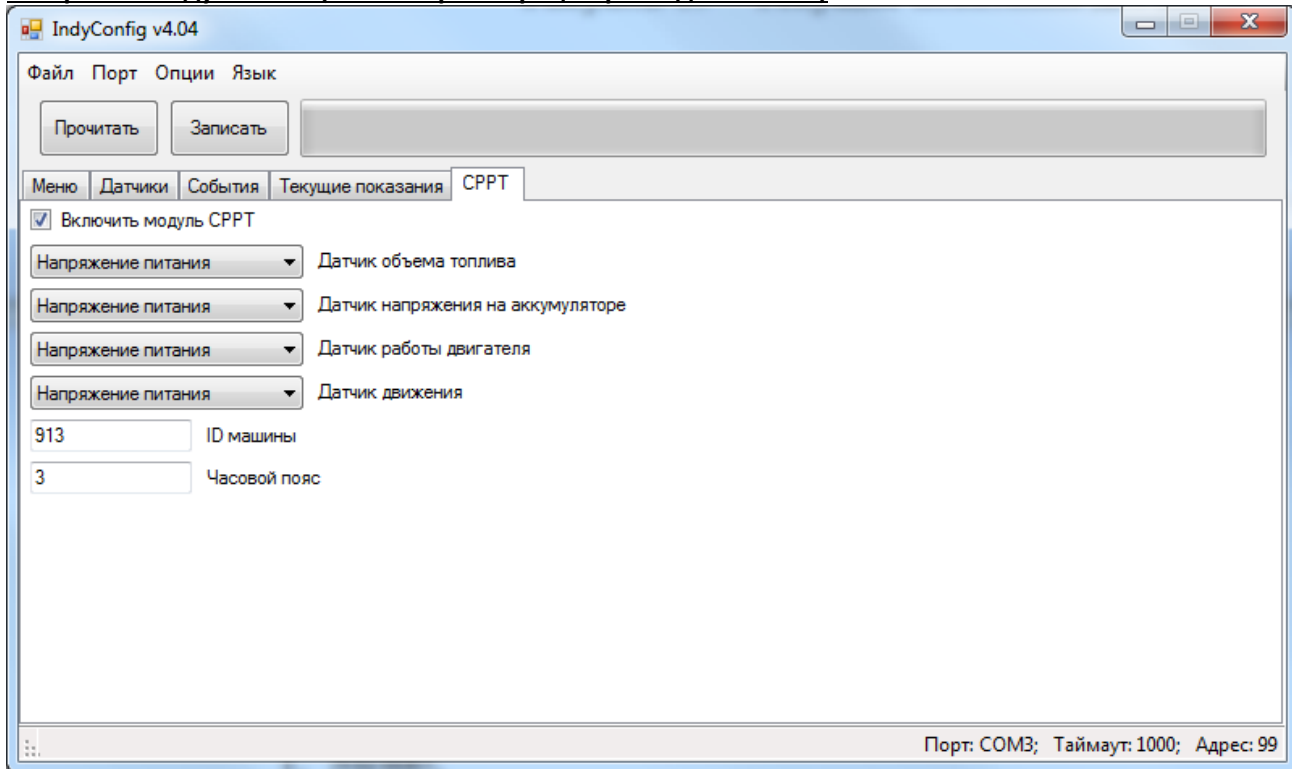 IndyConfig v4.04
Файл Порт Опции Язык
Прочитать Записать
Меню Датчики События Текущие показания СРРТ
Включить модуль СРРТ
Напряжение питания Датчик объема топлива
Напряжение питания Датчик напряжения на аккумуляторе
Напряжение питания Датчик работы двигателя
Напряжение питания Датчик движения
913 ID машины
3 Часовой пояс
Порт: COM3; Таймаут: 1000; Адрес: 99